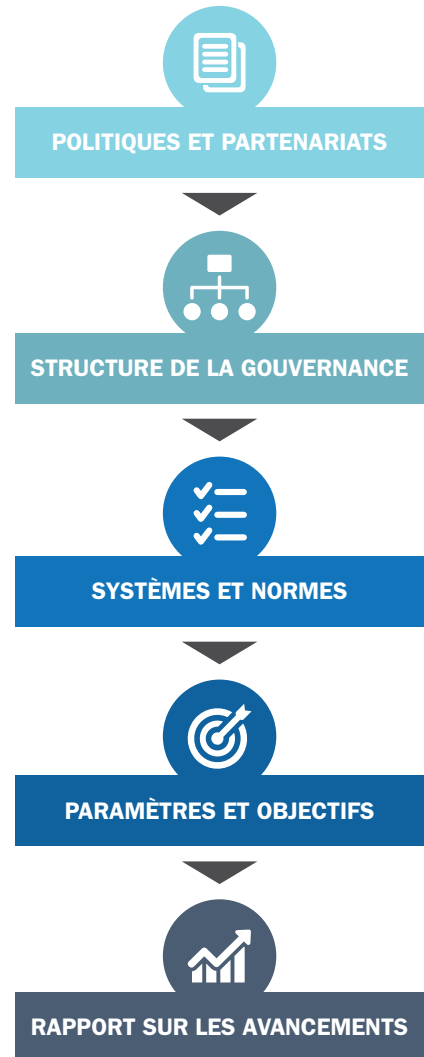 POLITIQUES ET PARTENARIATS
STRUCTURE DE LA GOUVERNANCE
SYSTÈMES ET NORMES
PARAMÈTRES ET OBJECTIFS
RAPPORT SUR LES AVANCEMENTS